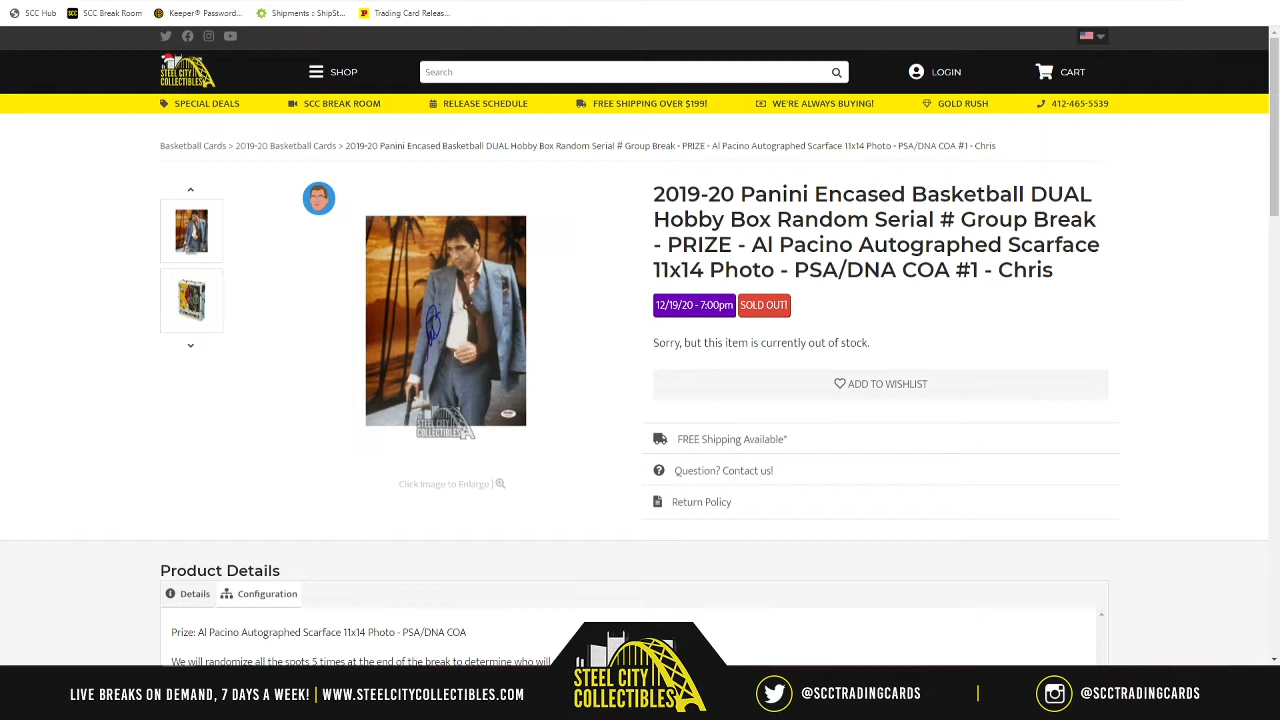 SCC Hub SCC Break Room Keeper® Password... Shipments :: ShipSt... Trading Card Releas...
STEEL CITY
COLLECTIBLES
SHOP Search LOGIN CART
SPECIAL DEALS SCC BREAK ROOM RELEASE SCHEDULE FREE SHIPPING OVER $199! WE'RE ALWAYS BUYING! GOLD RUSH 412-465-5539
Basketball Cards > 2019-20 Basketball Cards > 2019-20 Panini Encased Basketball DUAL Hobby Box Random Serial # Group Break - PRIZE - Al Pacino Autographed Scarface 11x14 Photo - PSA/DNA COA #1 - Chris
2019-20 Panini Encased Basketball DUAL
Hobby Box Random Serial # Group Break
- PRIZE - Al Pacino Autographed Scarface
11x14 Photo - PSA/DNA COA #1 - Chris
12/19/20 - 7:00pm SOLD OUT!
Sorry, but this item is currently out of stock.
ADD TO WISHLIST
STEEL CITY
COLLECTIBLES
FREE Shipping Available*
Question? Contact us!
Click Image to Enlarge |
Return Policy
Product Details
Details Configuration
Prize: Al Pacino Autographed Scarface 11x14 Photo - PSA/DNA COA
We will randomize all the spots 5 times at the end of the break to determine who will
STEEL CITY
COLLECTIBLES
LIVE BREAKS ON DEMAND, 7 DAYS A WEEK! | WWW.STEELCITYCOLLECTIBLES.COM @SCCTRADINGCARDS | @SCCTRADINGCARDS